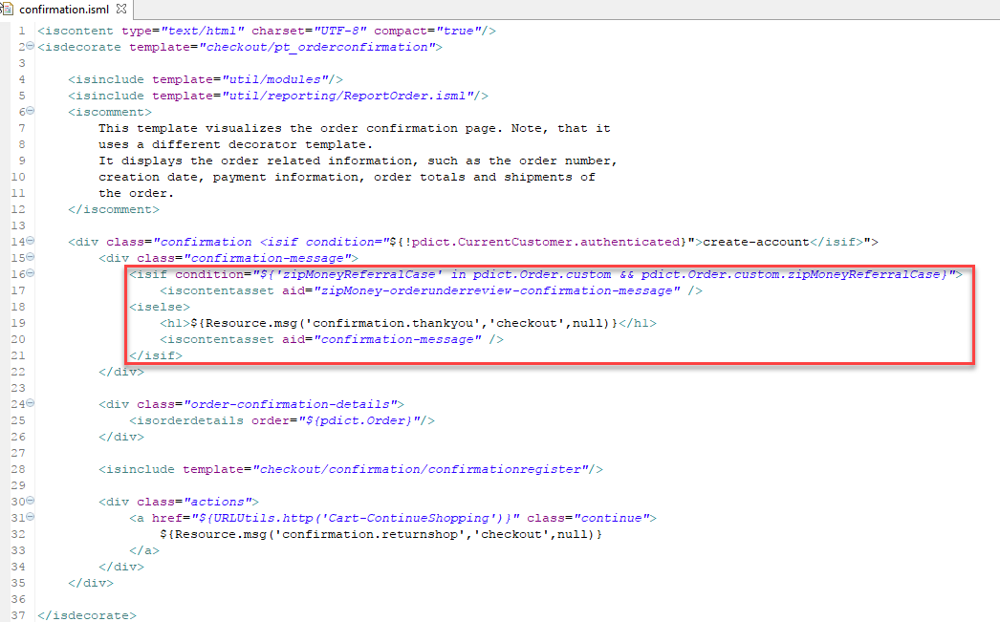 confirmation.isml
1 <iscontent type="text/html" charset="UTF-8" compact="true"/>
2 <isdecorate template="checkout/pt_orderconfirmation">
3
4     <isinclude template="util/modules"/>
5     <isinclude template="util/reporting/ReportOrder.isml"/>
6     <iscomment>
7         This template visualizes the order confirmation page. Note, that it
8         uses a different decorator template.
9         It displays the order related information, such as the order number,
10         creation date, payment information, order totals and shipments of
11         the order.
12     </iscomment>
13
14     <div class="confirmation <isif condition="${!pdict.CurrentCustomer.authenticated}">create-account</isif>">
15         <div class="confirmation-message">
16             <isif condition="${'zipMoneyReferralCase' in pdict.Order.custom && pdict.Order.custom.zipMoneyReferralCase}">
17                 <iscontentasset aid="zipMoney-orderunderreview-confirmation-message" />
18             <iselse>
19                 <h1>${Resource.msg('confirmation.thankyou','checkout',null)}</h1>
20                 <iscontentasset aid="confirmation-message" />
21             </isif>
22         </div>
23
24         <div class="order-confirmation-details">
25             <isorderdetails order="${pdict.Order}"/>
26         </div>
27
28         <isinclude template="checkout/confirmation/confirmationregister"/>
29
30         <div class="actions">
31             <a href="${URLUtils.http('Cart-ContinueShopping')}" class="continue">
32                 ${Resource.msg('confirmation.returnshop','checkout',null)}
33             </a>
34         </div>
35     </div>
36
37 </isdecorate>